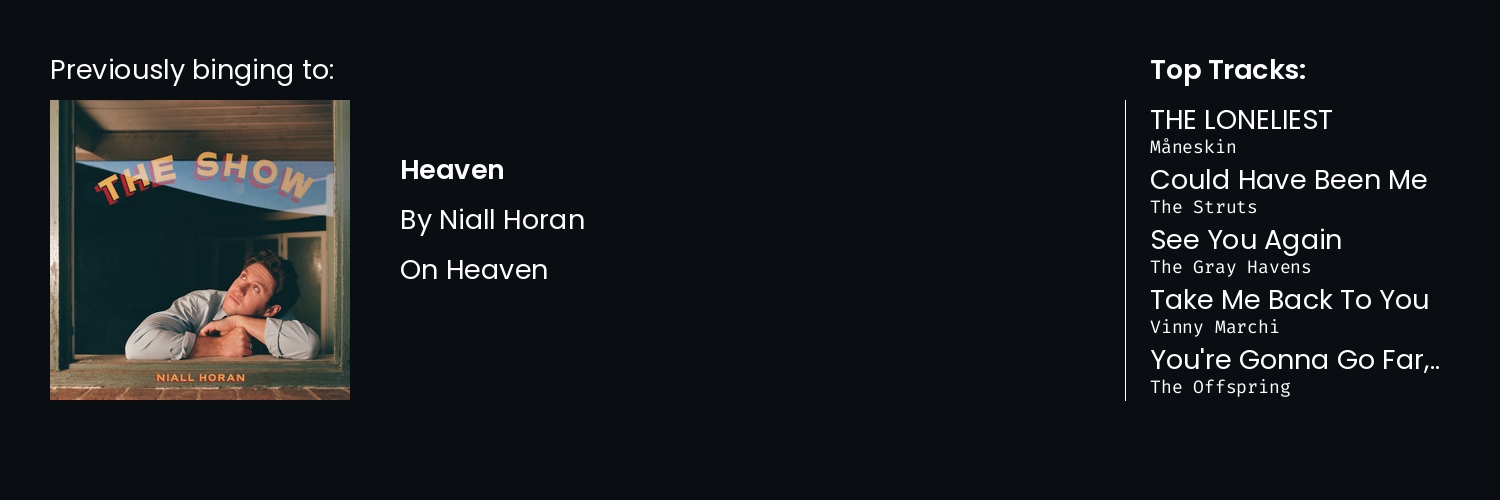 Previously binging to:
THE SHOW
NIALL HORAN
Heaven
By Niall Horan
On Heaven
Top Tracks:
THE LONELIEST
Måneskin
Could Have Been Me
The Struts
See You Again
The Gray Havens
Take Me Back To You
Vinny Marchi
You're Gonna Go Far,..
The Offspring